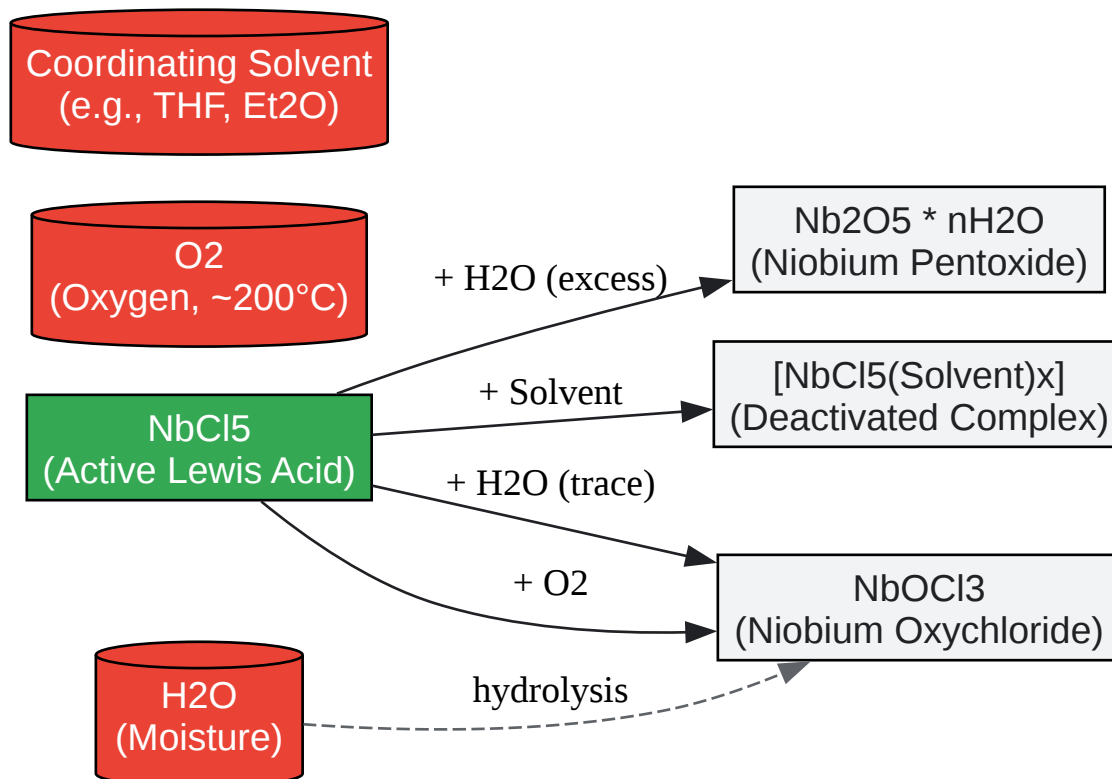 Coordinating Solvent
(e.g., THF, Et2O)
O2
(Oxygen, ~200°C)
NbCl5
(Active Lewis Acid)
H2O
(Moisture)
+ H2O (excess)
+ Solvent
+ H2O (trace)
+ O2
hydrolysis
Nb2O5 * nH2O
(Niobium Pentoxide)
[NbCl5(Solvent)x]
(Deactivated Complex)
NbOCl3
(Niobium Oxychloride)